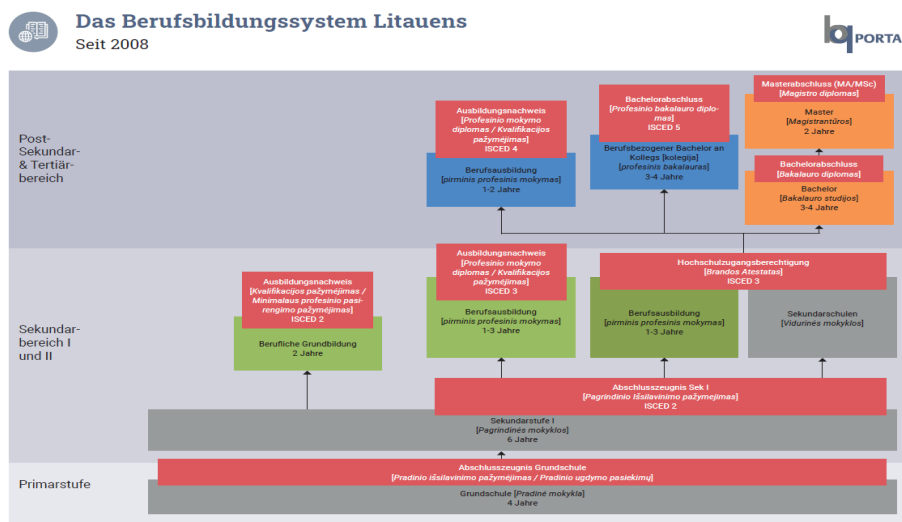 Das Berufsbildungssystem Litauens
Seit 2008
bq PORTA
Post-
Sekundar-
& Tertiär-
bereich
Ausbildungsnachweis
[Profesinio mokymo
diplomas / Kvalifikacijos
pažymėjimas]
ISCED 4
Berufsausbildung
[pirminis profesinis mokymas]
1-2 Jahre
Bachelorabschluss
[Profesinio bakalauro diplo-
mas]
ISCED 5
Berufsbezogener Bachelor an
Kollegs [kolegija]
[profesinis bakalauras]
3-4 Jahre
Masterabschluss (MA/MSc)
[Magistro diplomas]
Master
[Magistrantūros]
2 Jahre
Bachelorabschluss
[Bakalauro diplomas]
Bachelor
[Bakalauro studijos]
3-4 Jahre
Sekundar-
bereich I
und II
Ausbildungsnachweis
[Kvalifikacijos pažymėjimas /
Minimalaus profesinio pasi-
rengimo pažymėjimas]
ISCED 2
Berufliche Grundbildung
2 Jahre
Ausbildungsnachweis
[Profesinio mokymo
diplomas / Kvalifikacijos
pažymėjimas]
ISCED 3
Berufsausbildung
[pirminis profesinis mokymas]
1-3 Jahre
Hochschulzugangsberechtigung
[Brandos Atestatas]
ISCED 3
Berufsausbildung
[pirminis profesinis mokymas]
1-3 Jahre
Sekundarschulen
[Vidurinės mokyklos]
Abschlusszeugnis Sek I
[Pagrindinio Išsilavinimo pažymejimas]
ISCED 2
Sekundarstufe I
[Pagrindinės mokyklos]
6 Jahre
Primarstufe
Abschlusszeugnis Grundschule
[Pradinio išsilavinimo pažymėjimas / Pradinio ugdymo pasiekimų]
Grundschule [Pradinė mokykla]
4 Jahre